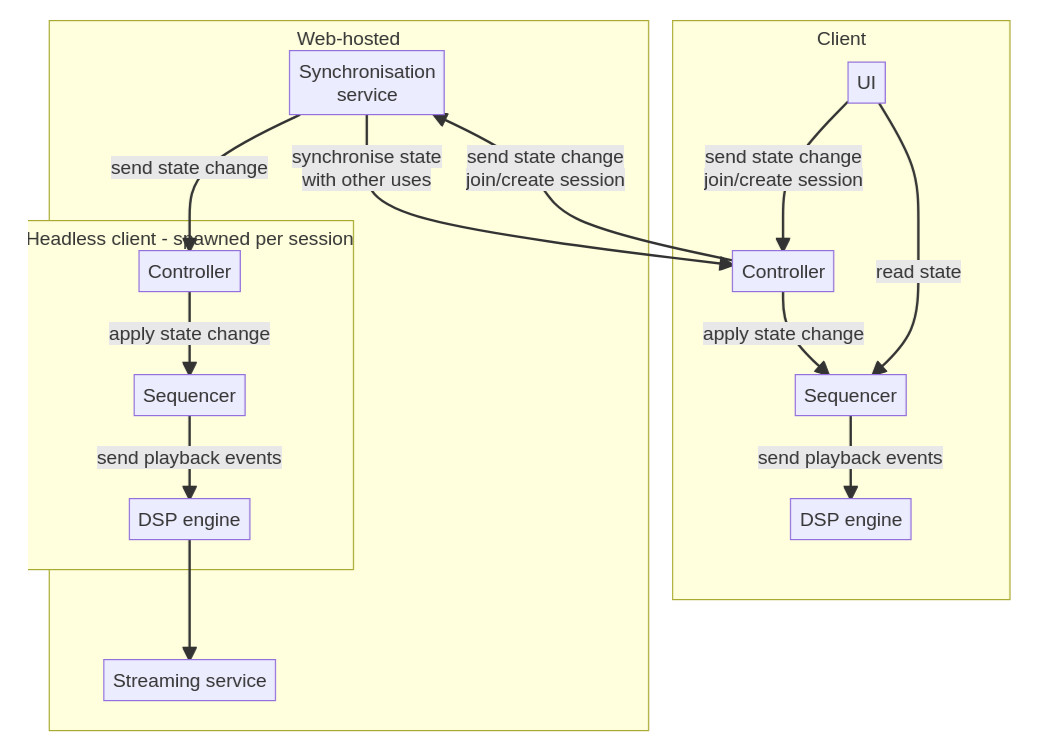 Web-hosted
Synchronisation
service
send state change
synchronise state
with other uses
send state change
join/create session
Headless client - spawned per session
Controller
apply state change
Sequencer
send playback events
DSP engine
Streaming service
Client
UI
send state change
join/create session
read state
Controller
apply state change
Sequencer
send playback events
DSP engine